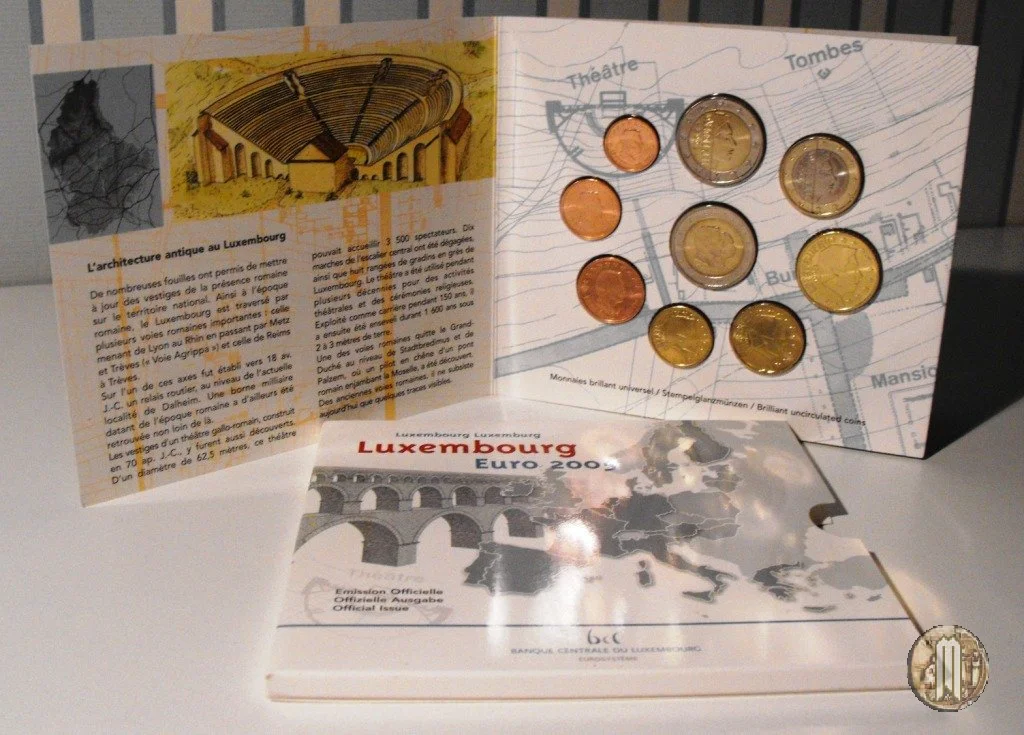 L'architecture antique au Luxembourg
De nombreuses fouilles ont permis de mettre
à jour des vestiges de la présence romaine
sur le territoire national. Ainsi à l'époque
romaine, le Luxembourg est traversé par
plusieurs voies romaines importantes : celle
menant de Lyon au Rhin en passant par Metz
et Trèves (« Voie Agrippa ») et celle de Reims
à Trèves.
Sur l'un de ces axes fut établi vers 18 av.
J.-C. un relais routier, au niveau de l'actuelle
localité de Dalheim. Une borne milliaire
datant de l'époque romaine a d'ailleurs été
retrouvée non loin de là.
Les vestiges d'un théâtre gallo-romain, construit
en 70 ap. J.-C., y furent aussi découverts.
D'un diamètre de 62,5 mètres, ce théâtre
pouvait accueillir 3 500 spectateurs. Dix
marches de l'escalier central ont été dégagées,
ainsi que huit rangées de gradins en grès de
Luxembourg. Le théâtre a été utilisé pendant
plusieurs décennies pour des activités
théâtrales et des cérémonies religieuses.
Exploité comme carrière pendant 150 ans, il
a ensuite été enseveli durant 1 600 ans sous
2 à 3 mètres de terre.
Une des voies romaines quitte le Grand-
Duché au niveau de Stadtbredimus et de
Palzem, où un pilot en chêne d'un pont
romain enjambant la Moselle, a été découvert.
Des anciennes voies romaines, il ne subsiste
aujourd'hui que quelques traces visibles.
Théâtre
Tombes
Bu
Mansio
Monnaies brillant universel / Stempelglanzmünzen / Brilliant uncirculated coins
Luxembourg Luxemburg
Luxembourg
Euro 2009
Théâtre
Emission Officielle
Offizielle Ausgabe
Official Issue
bcl
BANQUE CENTRALE DU LUXEMBOURG
EUROSYSTÈME
M